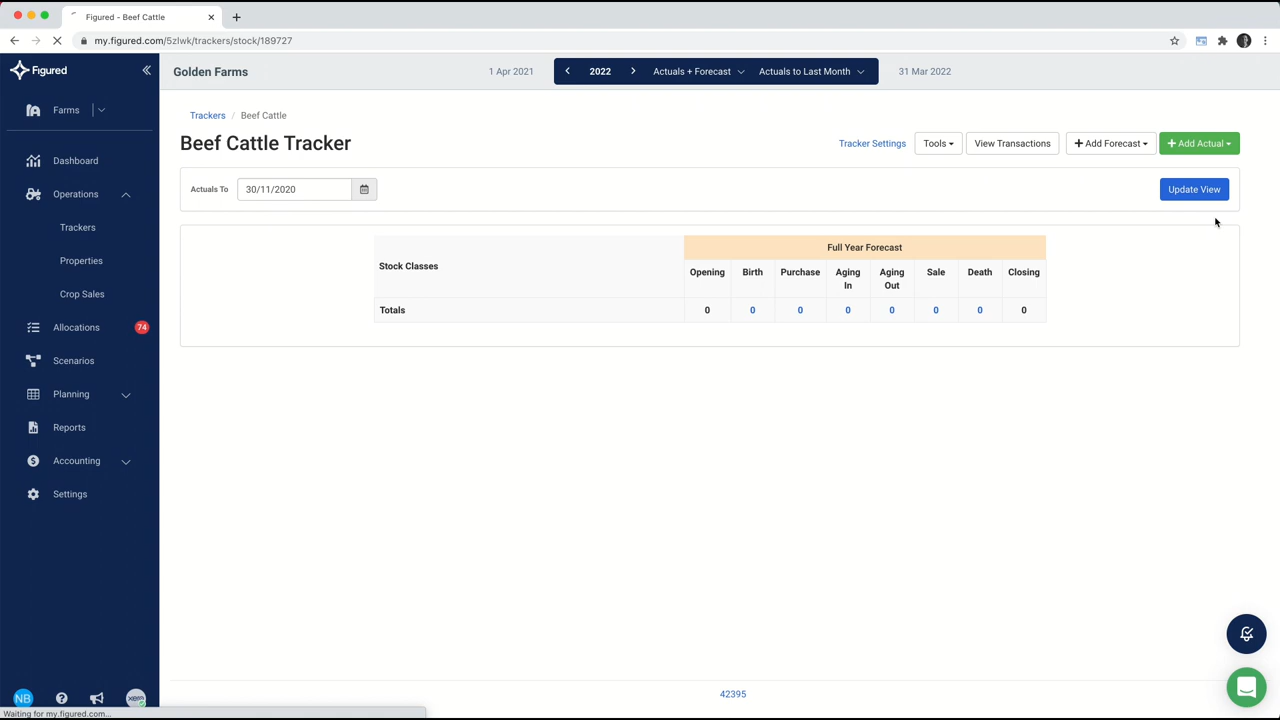 Figured - Beef Cattle
my.figured.com/5zlwk/trackers/stock/189727
Figured
Golden Farms
1 Apr 2021
2022
Actuals + Forecast
Actuals to Last Month
31 Mar 2022
Farms
Dashboard
Operations
Trackers
Properties
Crop Sales
Allocations 74
Scenarios
Planning
Reports
Accounting
Settings
Trackers / Beef Cattle
Beef Cattle Tracker
Tracker Settings
Tools
View Transactions
+ Add Forecast
+ Add Actual
Actuals To 30/11/2020
Update View
Full Year Forecast
Stock Classes
Opening Birth Purchase Aging In Aging Out Sale Death Closing
Totals 0 0 0 0 0 0 0 0
42395
NB
xero
Waiting for my.figured.com...